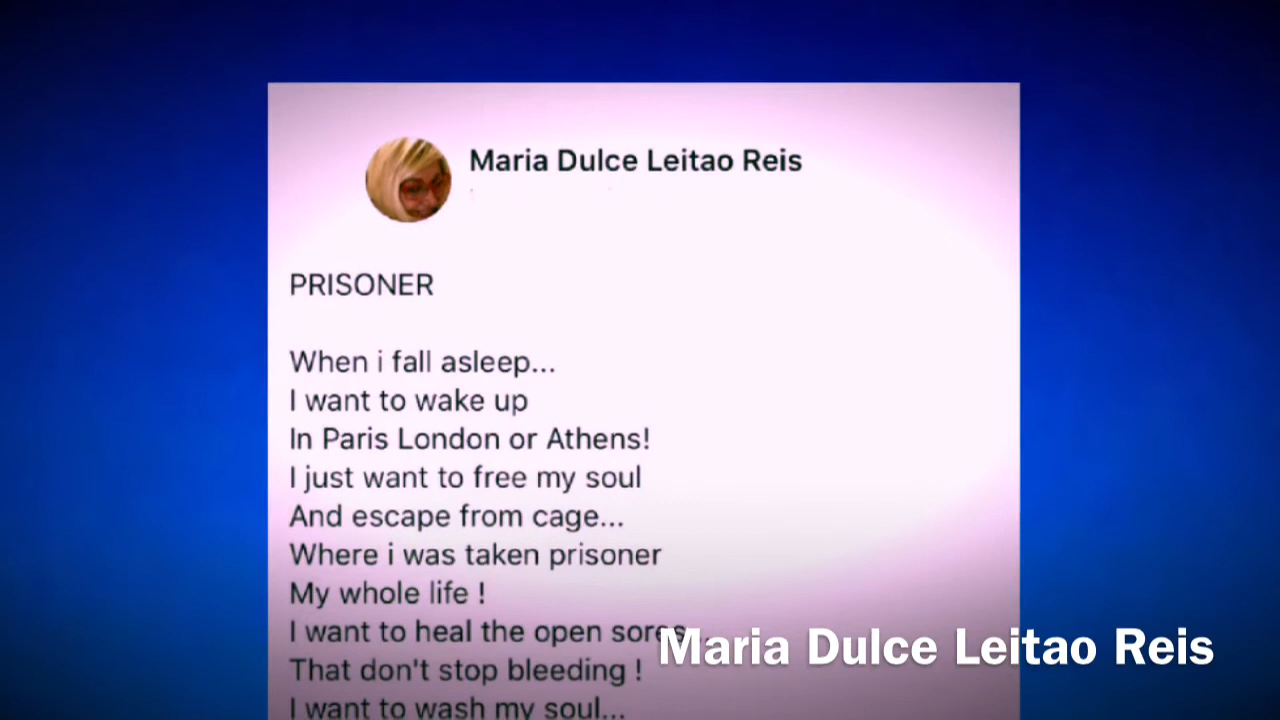 Maria Dulce Leitao Reis
PRISONER
When i fall asleep...
I want to wake up
In Paris London or Athens!
I just want to free my soul
And escape from cage...
Where i was taken prisoner
My whole life !
I want to heal the open sores...
That don't stop bleeding !
I want to wash my soul...
Maria Dulce Leitao Reis